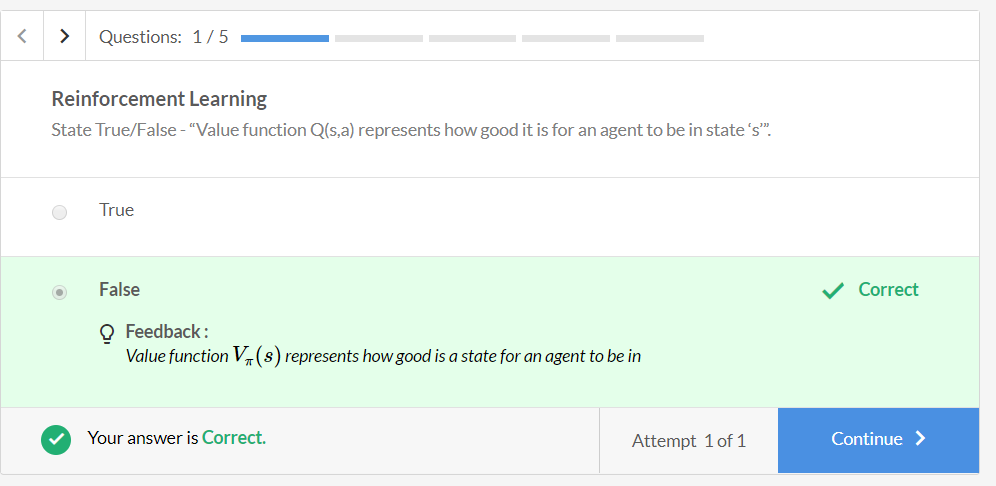 Questions: 1 / 5
Reinforcement Learning
State True/False - “Value function Q(s,a) represents how good it is for an agent to be in state ‘s’”.
True
False
Correct
Feedback :
Value function Vπ(s) represents how good is a state for an agent to be in
Your answer is Correct.
Attempt 1 of 1
Continue